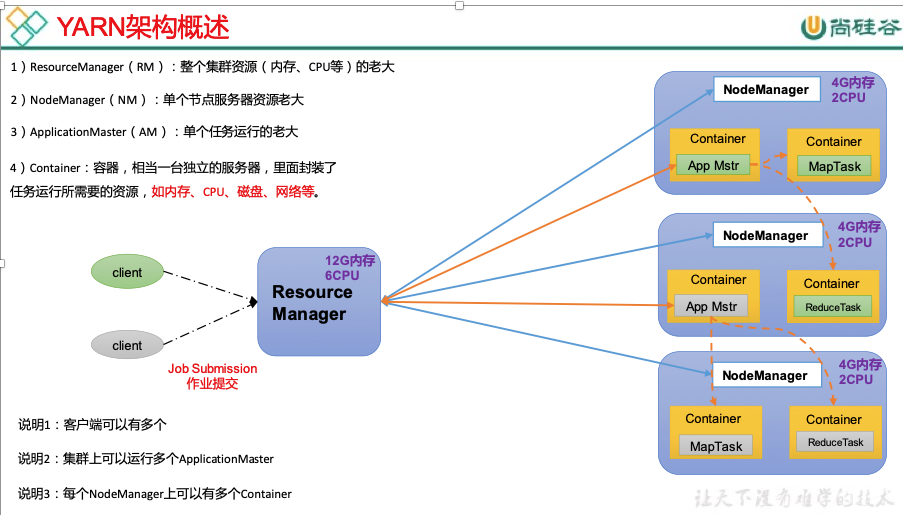 YARN架构概述
尚硅谷
1）ResourceManager（RM）：整个集群资源（内存、CPU等）的老大
2）NodeManager（NM）：单个节点服务器资源老大
3）ApplicationMaster（AM）：单个任务运行的老大
4）Container：容器，相当一台独立的服务器，里面封装了
任务运行所需要的资源，如内存、CPU、磁盘、网络等。
client
client
Job Submission
作业提交
12G内存
6CPU
Resource
Manager
NodeManager
4G内存
2CPU
Container
App Mstr
Container
MapTask
NodeManager
4G内存
2CPU
Container
App Mstr
Container
ReduceTask
NodeManager
4G内存
2CPU
Container
MapTask
Container
ReduceTask
说明1：客户端可以有多个
说明2：集群上可以运行多个ApplicationMaster
说明3：每个NodeManager上可以有多个Container
让天下没有难学的技术